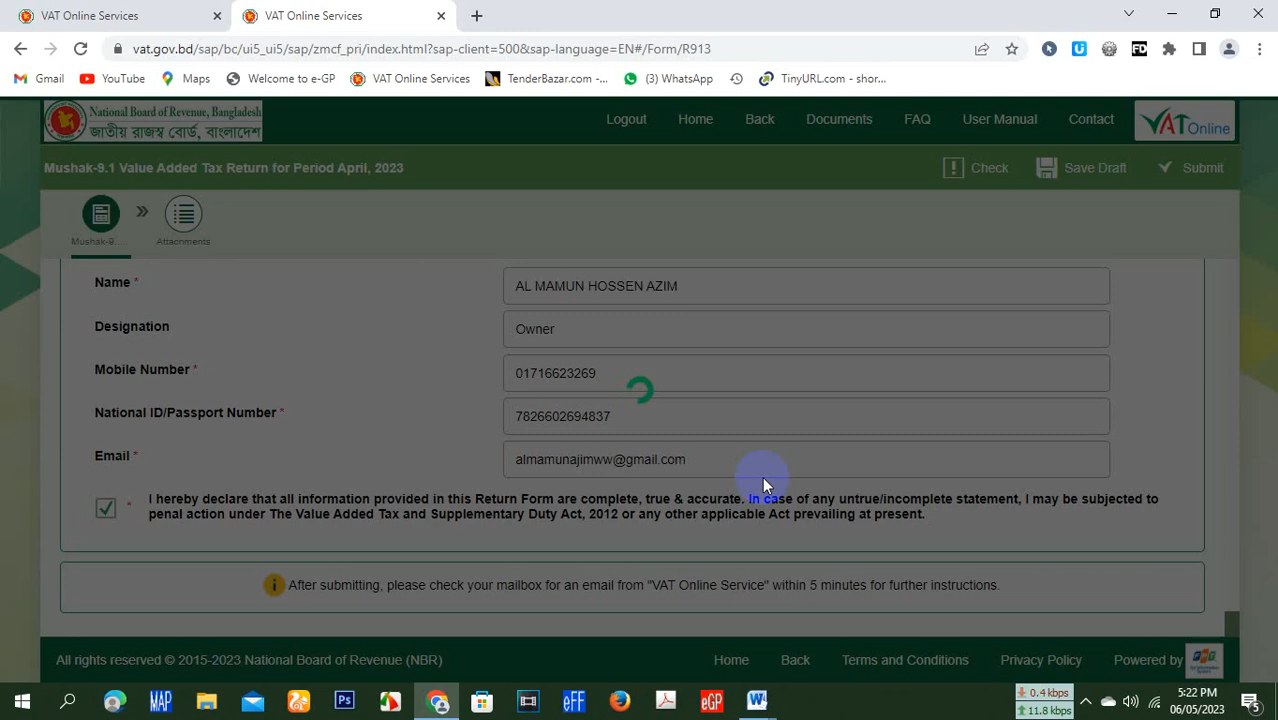 VAT Online Services
VAT Online Services
vat.gov.bd/sap/bc/ui5_ui5/sap/zmcf_pri/index.html?sap-client=500&sap-language=EN#/Form/R913
Gmail YouTube Maps Welcome to e-GP VAT Online Services TenderBazar.com -... (3) WhatsApp TinyURL.com - shor...
National Board of Revenue, Bangladesh
জাতীয় রাজস্ব বোর্ড, বাংলাদেশ
Logout Home Back Documents FAQ User Manual Contact
VAT Online
Mushak-9.1 Value Added Tax Return for Period April, 2023
Check Save Draft Submit
Mushak-9.... Attachments
Name * AL MAMUN HOSSEN AZIM
Designation Owner
Mobile Number * 01716623269
National ID/Passport Number * 7826602694837
Email * almamunajimww@gmail.com
* I hereby declare that all information provided in this Return Form are complete, true & accurate. In case of any untrue/incomplete statement, I may be subjected to
penal action under The Value Added Tax and Supplementary Duty Act, 2012 or any other applicable Act prevailing at present.
After submitting, please check your mailbox for an email from "VAT Online Service" within 5 minutes for further instructions.
All rights reserved © 2015-2023 National Board of Revenue (NBR)
Home Back Terms and Conditions Privacy Policy Powered by FPT
MAP Ps eFF eGP W
0.4 kbps
11.8 kbps
5:22 PM
06/05/2023
5